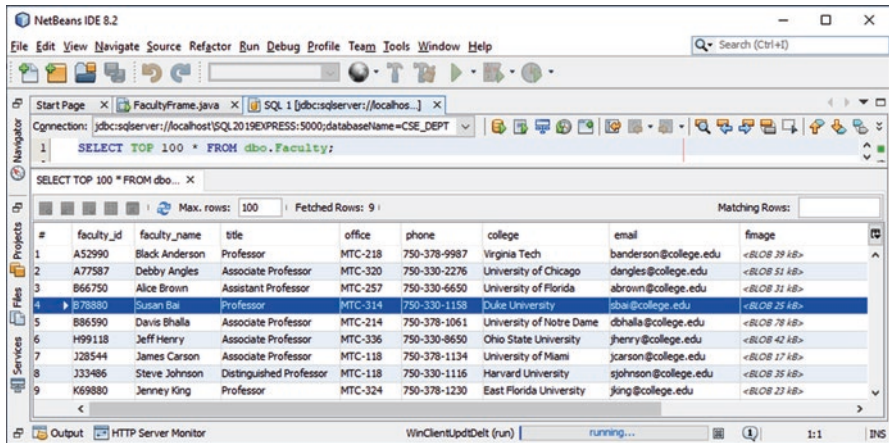 NetBeans IDE 8.2
File Edit View Navigate Source Refactor Run Debug Profile Team Tools Window Help
Search (Ctrl+I)
Start Page FacultyFrame.java SQL 1 [jdbc:sqlserver://localhos...]
Connection: jdbc:sqlserver://localhost\SQL2019EXPRESS:5000;databaseName=CSE_DEPT
1 SELECT TOP 100 * FROM dbo.Faculty;
SELECT TOP 100 * FROM dbo...
Max. rows: 100 Fetched Rows: 9 Matching Rows:
# faculty_id faculty_name title office phone college email fimage
1 A52990 Black Anderson Professor MTC-218 750-378-9987 Virginia Tech banderson@college.edu <BLOB 39 kB>
2 A77587 Debby Angles Associate Professor MTC-320 750-330-2276 University of Chicago dangles@college.edu <BLOB 51 kB>
3 B66750 Alice Brown Assistant Professor MTC-257 750-330-6650 University of Florida abrown@college.edu <BLOB 31 kB>
4 B78880 Susan Bai Professor MTC-314 750-330-1158 Duke University sbai@college.edu <BLOB 25 kB>
5 B86590 Davis Bhalla Associate Professor MTC-214 750-378-1061 University of Notre Dame dbhalla@college.edu <BLOB 78 kB>
6 H99118 Jeff Henry Associate Professor MTC-336 750-330-8650 Ohio State University jhenry@college.edu <BLOB 42 kB>
7 J28544 James Carson Associate Professor MTC-118 750-378-1134 University of Miami jcarson@college.edu <BLOB 17 kB>
8 J33486 Steve Johnson Distinguished Professor MTC-118 750-330-1116 Harvard University sjohnson@college.edu <BLOB 35 kB>
9 K69880 Jenney King Professor MTC-324 750-378-1230 East Florida University jking@college.edu <BLOB 23 kB>
Navigator
Projects
Files
Services
Output HTTP Server Monitor WinClientUpdtDelt (run) running... 1:1 INS